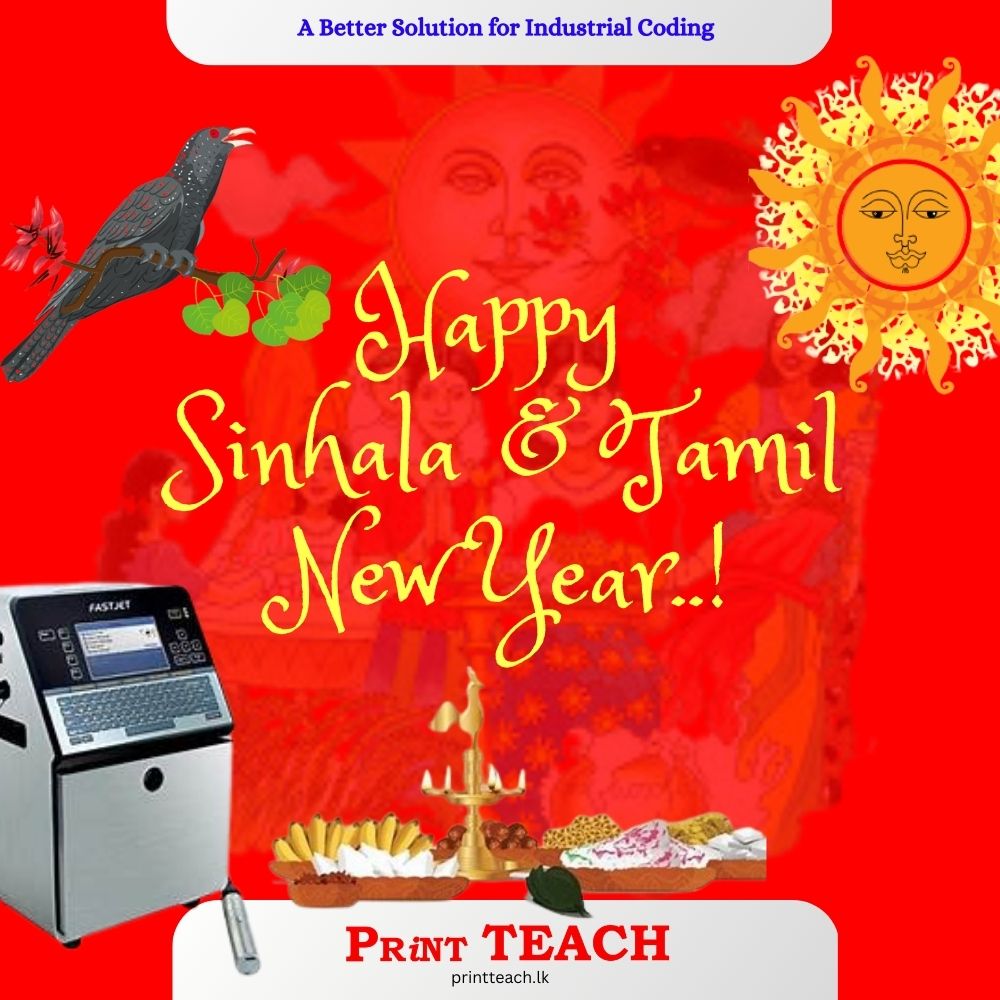 A Better Solution for Industrial Coding
Happy
Sinhala & Tamil
New Year..!
FASTJET
PRiNT TEACH
printteach.lk